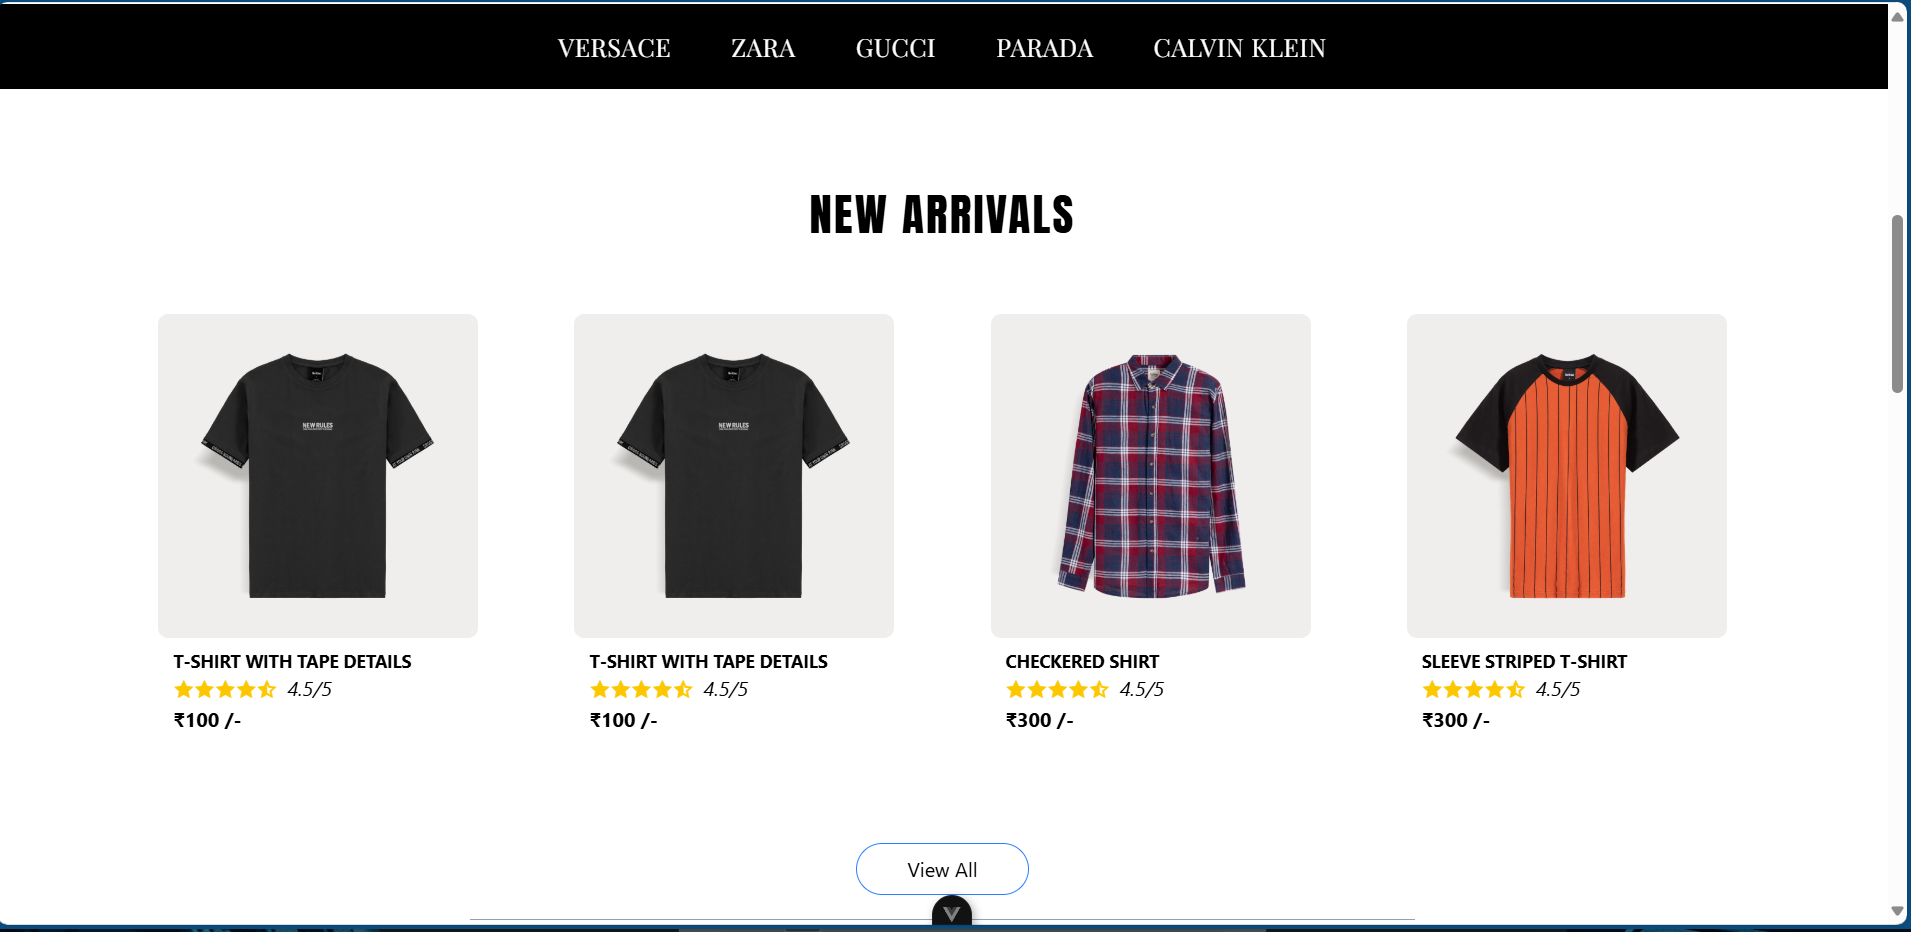 VERSACE ZARA GUCCI PARADA CALVIN KLEIN
NEW ARRIVALS
NEW RULES
NEW RULES
T-SHIRT WITH TAPE DETAILS
4.5/5
₹100 /-
T-SHIRT WITH TAPE DETAILS
4.5/5
₹100 /-
CHECKERED SHIRT
4.5/5
₹300 /-
SLEEVE STRIPED T-SHIRT
4.5/5
₹300 /-
View All